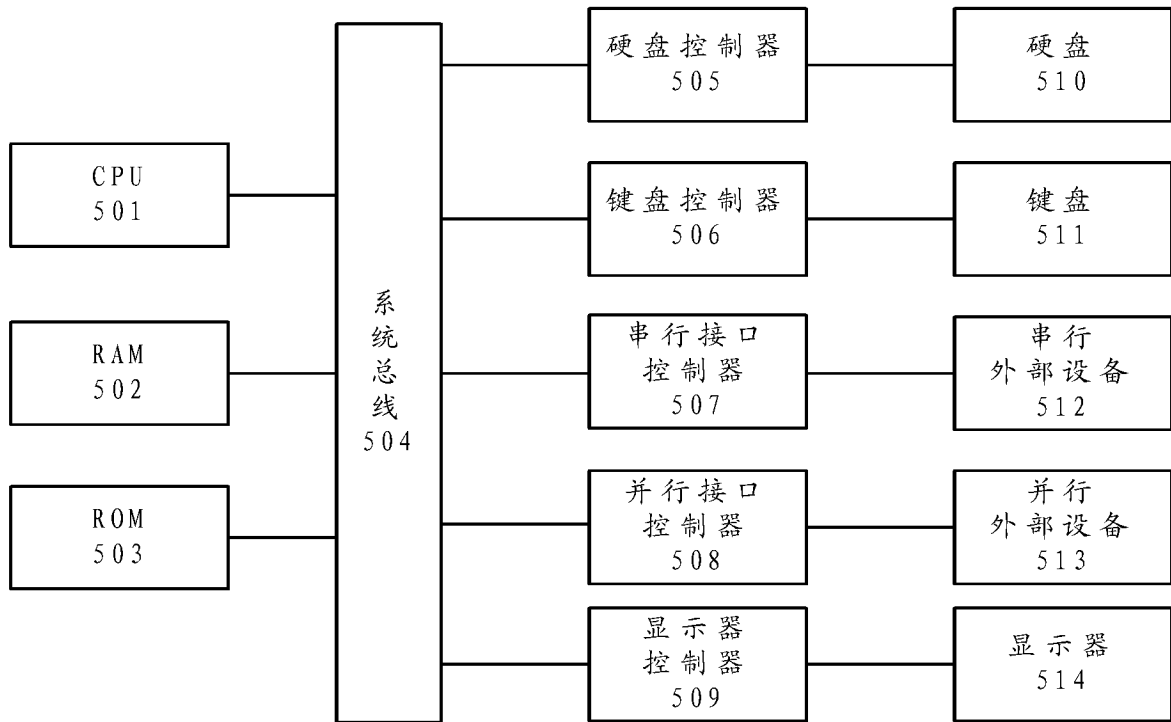 CPU
501
RAM
502
ROM
503
系
统
总
线
504
硬盘控制器
505
硬盘
510
键盘控制器
506
键盘
511
串行接口
控制器
507
串行
外部设备
512
并行接口
控制器
508
并行
外部设备
513
显示器
控制器
509
显示器
514